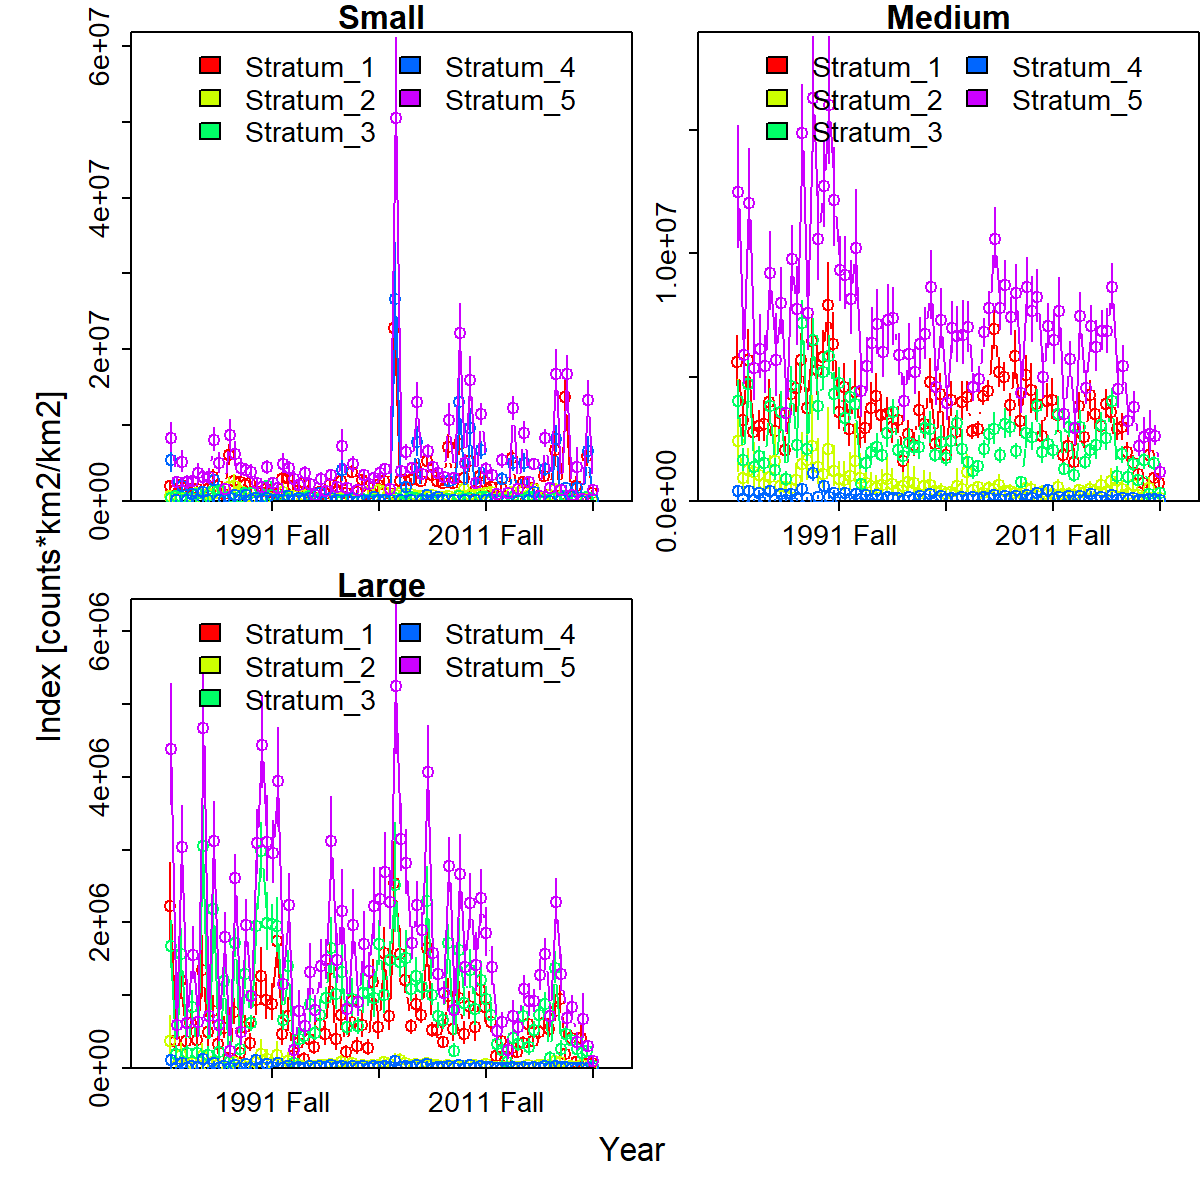 Small
Stratum_1
Stratum_2
Stratum_3
Stratum_4
Stratum_5
0e+00
2e+07
4e+07
6e+07
1991 Fall
2011 Fall
Medium
Stratum_1
Stratum_2
Stratum_3
Stratum_4
Stratum_5
0.0e+00
1.0e+07
1991 Fall
2011 Fall
Large
Stratum_1
Stratum_2
Stratum_3
Stratum_4
Stratum_5
0e+00
2e+06
4e+06
6e+06
1991 Fall
2011 Fall
Index [counts*km2/km2]
Year